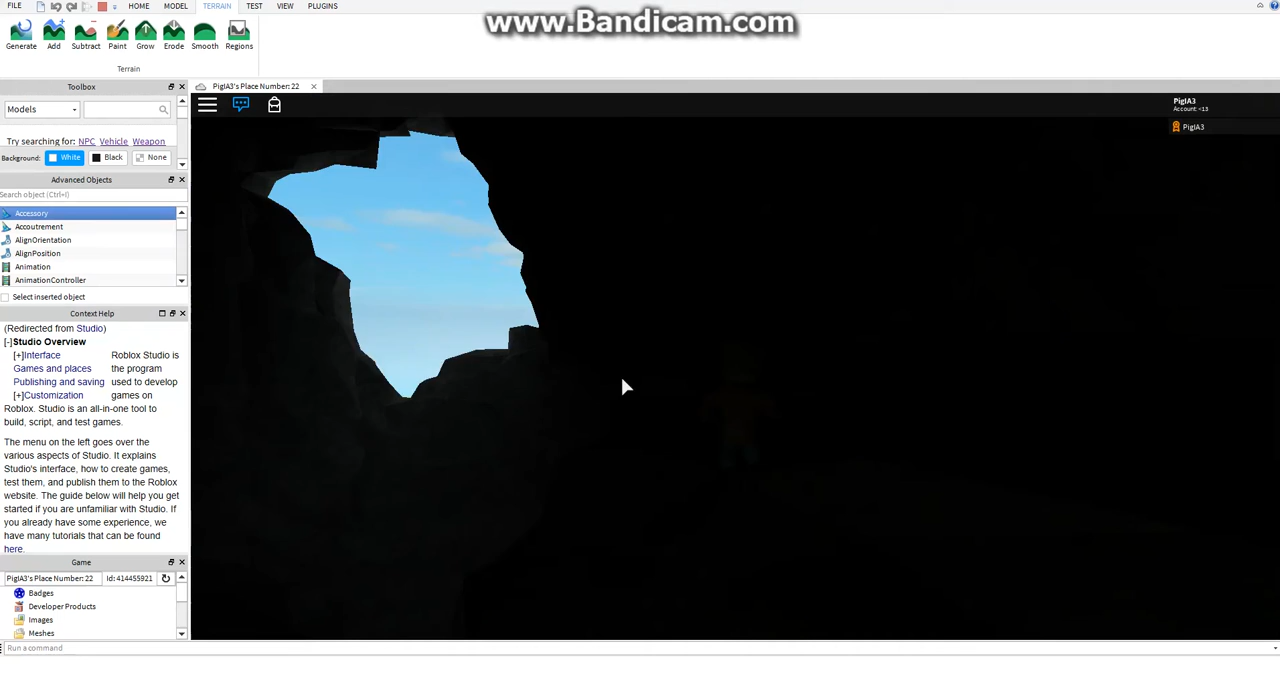 FILE HOME MODEL TERRAIN TEST VIEW PLUGINS
www.Bandicam.com
Generate Add Subtract Paint Grow Erode Smooth Regions
Terrain
Toolbox
PigIA3's Place Number: 22
Models
PigIA3
Account: <13
PigIA3
Try searching for: NPC Vehicle Weapon
Background: White Black None
Advanced Objects
Search object (Ctrl+I)
Accessory
Accoutrement
AlignOrientation
AlignPosition
Animation
AnimationController
Select inserted object
Context Help
(Redirected from Studio)
[-]Studio Overview
[+]Interface
Games and places
Publishing and saving
[+]Customization
Roblox Studio is
the program
used to develop
games on
Roblox. Studio is an all-in-one tool to
build, script, and test games.
The menu on the left goes over the
various aspects of Studio. It explains
Studio's interface, how to create games,
test them, and publish them to the Roblox
website. The guide below will help you get
started if you are unfamiliar with Studio. If
you already have some experience, we
have many tutorials that can be found
here.
Game
PigIA3's Place Number: 22 Id: 414455921
Badges
Developer Products
Images
Meshes
Run a command